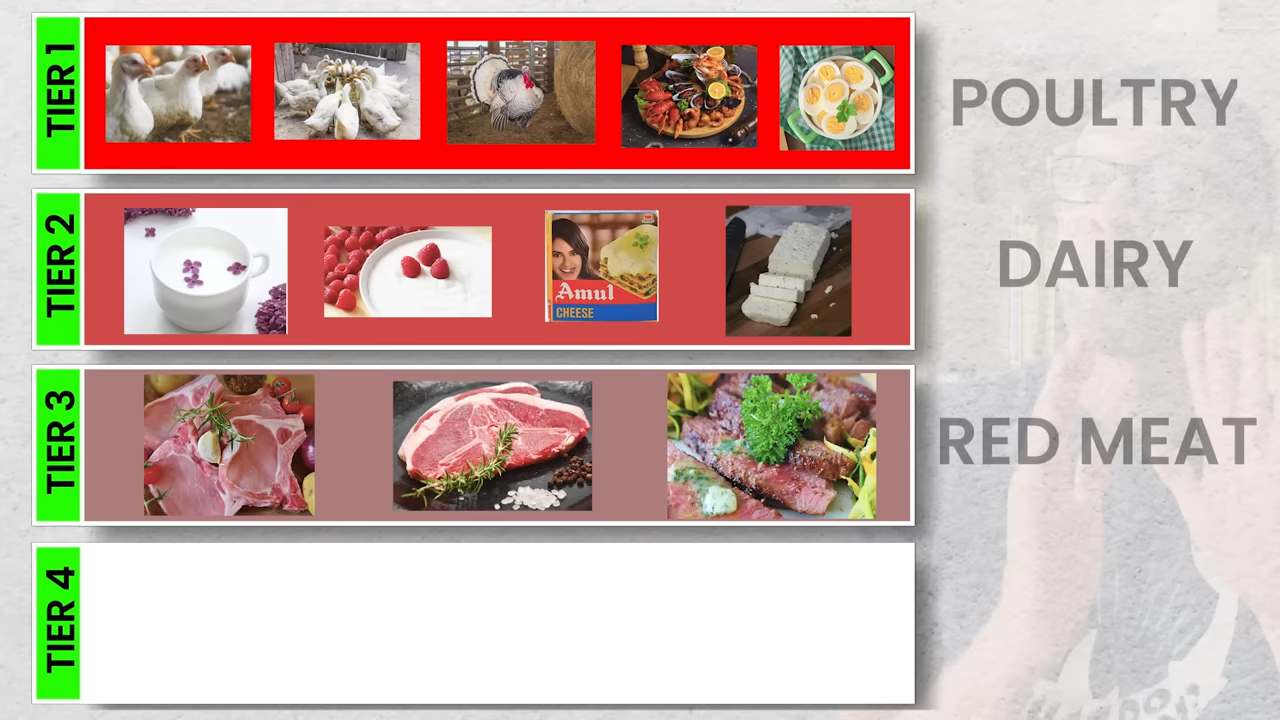 TIER 1
POULTRY
TIER 2
DAIRY
Amul
CHEESE
TIER 3
RED MEAT
TIER 4